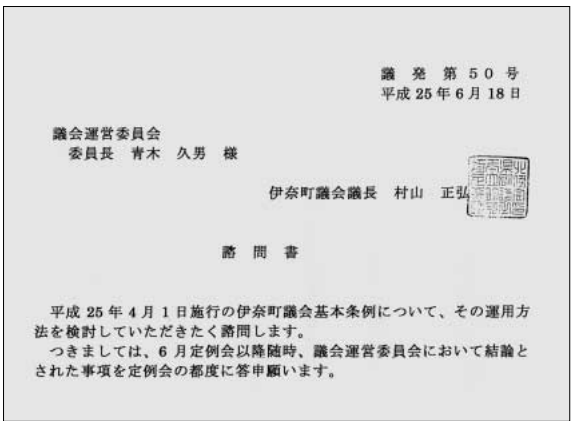 議発第50号
平成25年6月18日
議会運営委員会
委員長 青木 久男 様
伊奈町議会議長 村山 正弘
諮問書
平成25年4月1日施行の伊奈町議会基本条例について、その運用方
法を検討していただきたく諮問します。
つきましては、6月定例会以降随時、議会運営委員会において結論と
された事項を定例会の都度に答申願います。